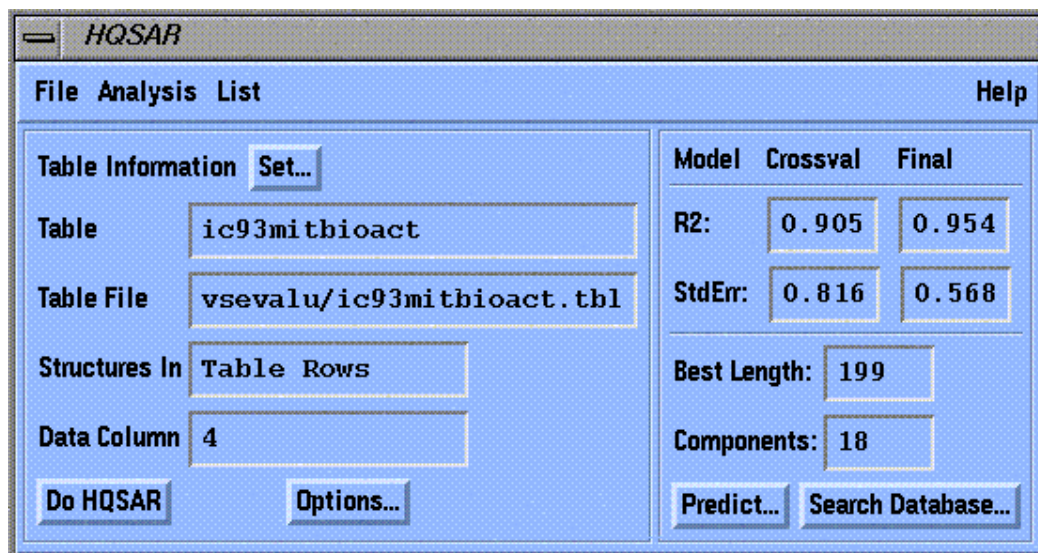 HQSAR
File Analysis List Help
Table Information Set...
Table ic93mitbioact
Table File vsevalu/ic93mitbioact.tbl
Structures In Table Rows
Data Column 4
Do HQSAR Options...
Model Crossval Final
R2: 0.905 0.954
StdErr: 0.816 0.568
Best Length: 199
Components: 18
Predict... Search Database...